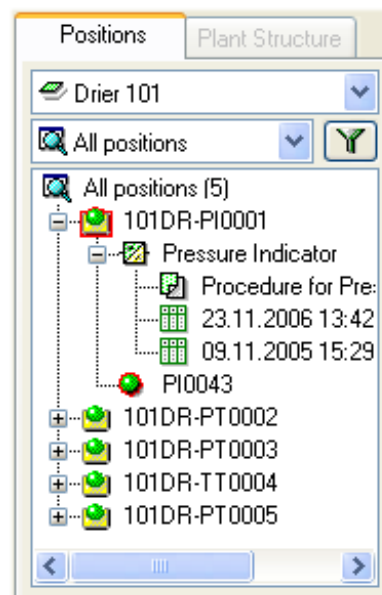 Positions
Plant Structure
Drier 101
All positions
All positions (5)
101DR-PI0001
Pressure Indicator
Procedure for Pre
23.11.2006 13:42
09.11.2005 15:29
PI0043
101DR-PT0002
101DR-PT0003
101DR-TT0004
101DR-PT0005